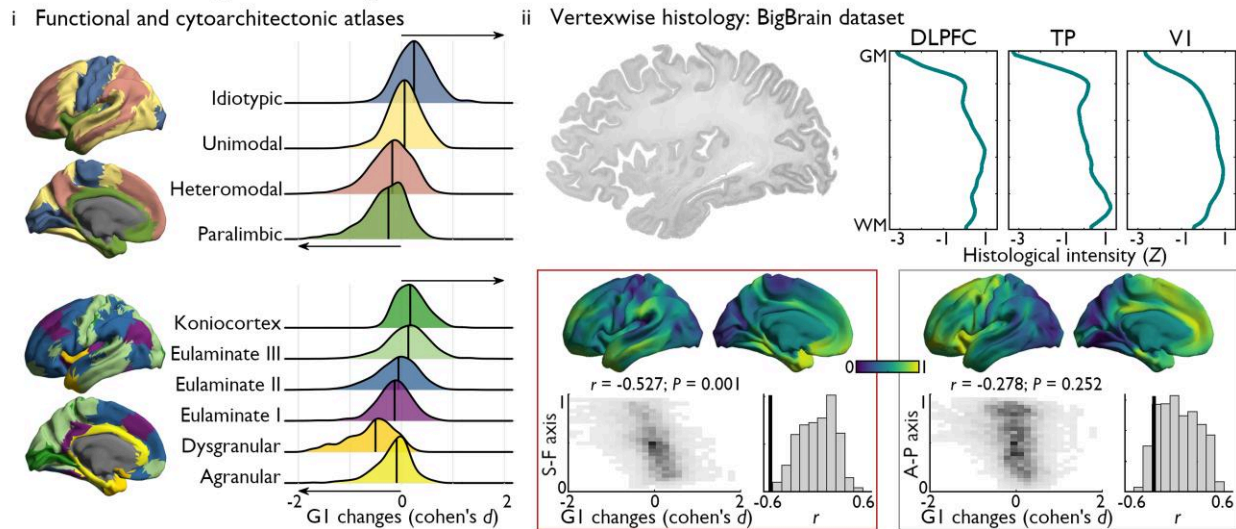 i Functional and cytoarchitectonic atlases
Idiotypic
Unimodal
Heteromodal
Paralimbic
Koniocortex
Eulaminate III
Eulaminate II
Eulaminate I
Dysgranular
Agranular
-2 0 2
G1 changes (cohen's d)
ii Vertexwise histology: BigBrain dataset
DLPFC TP V1
GM
WM
-3 -1 1 -3 -1 1 -3 -1 1
Histological intensity (Z)
0 1
r = -0.527; P = 0.001
S-F axis
1
0
-2 0 2
G1 changes (cohen's d)
-0.6 0.6
r
r = -0.278; P = 0.252
A-P axis
1
0
-2 0 2
G1 changes (cohen's d)
-0.6 0.6
r